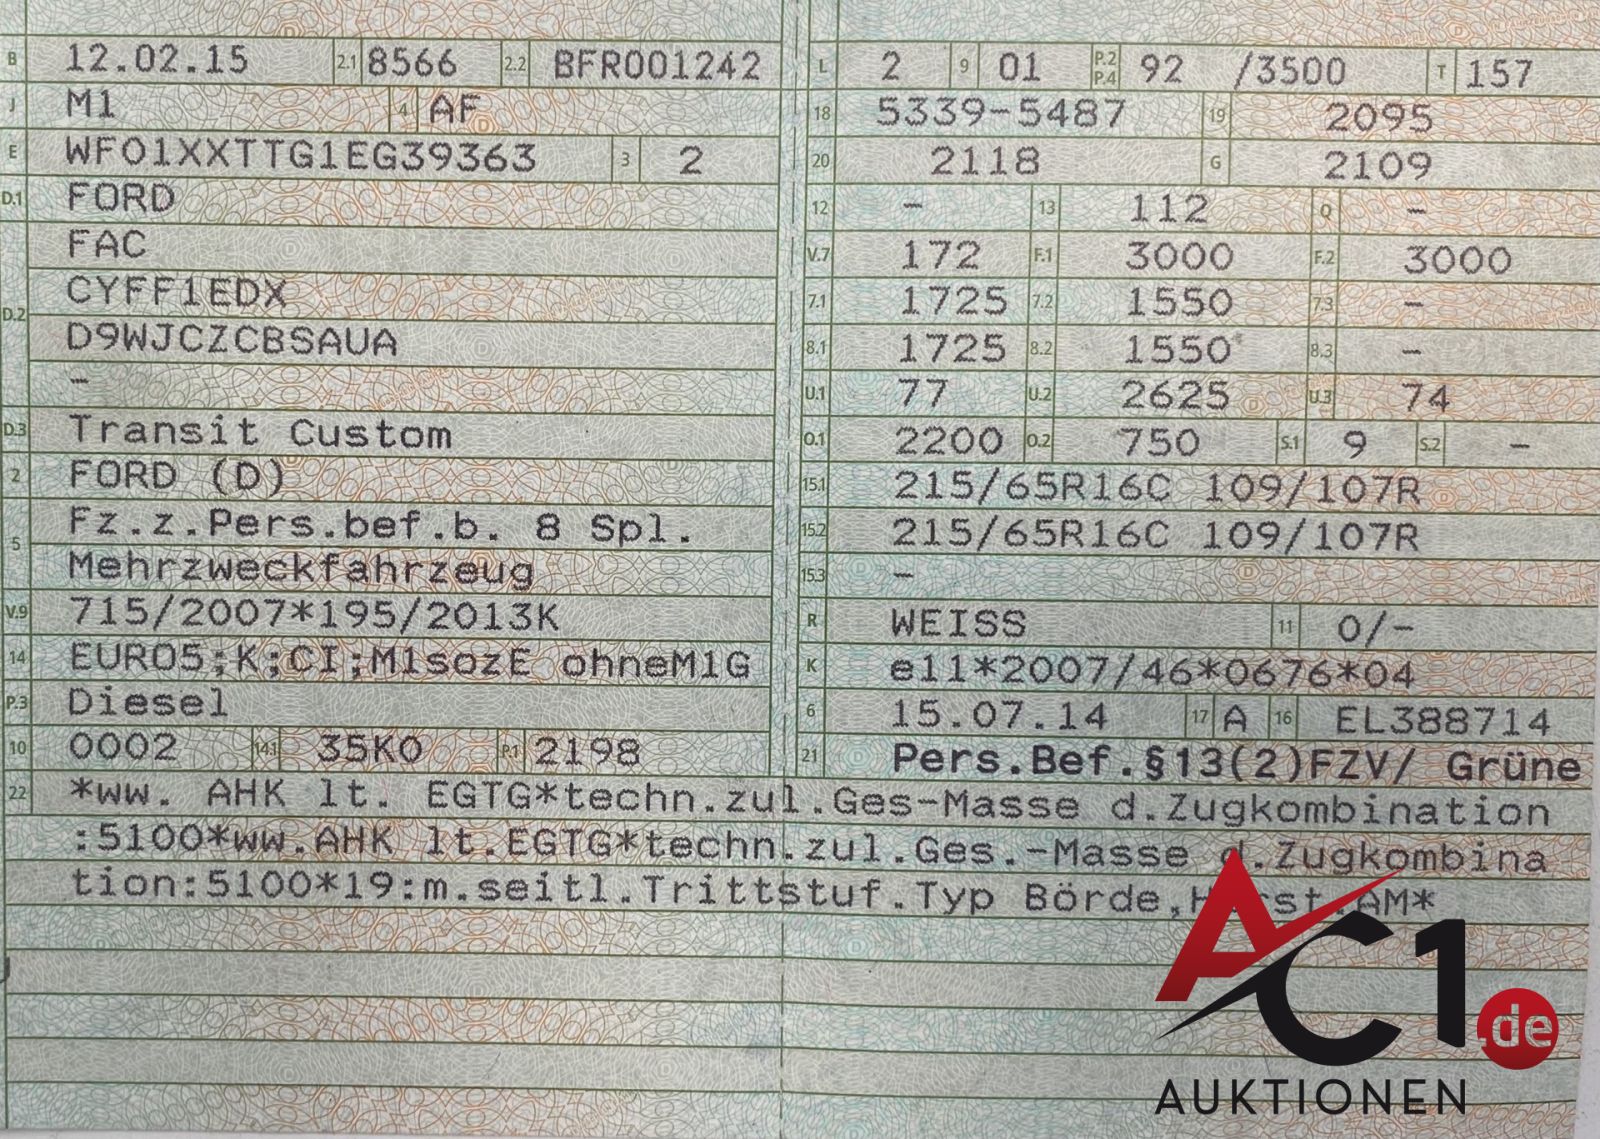 B 12.02.15 2.1 8566 2.2 BFR001242
J M1 4 AF
E WF01XXTTG1EG39363 3 2
D.1 FORD
FAC
D.2 CYFF1EDX
D9WJCZCBSAUA
-
D.3 Transit Custom
2 FORD (D)
Fz.z.Pers.bef.b. 8 Spl.
5 Mehrzweckfahrzeug
V.9 715/2007*195/2013K
14 EURO5;K;CI;M1sozE ohneM1G
P.3 Diesel
10 0002 14.1 35K0 P.1 2198
L 2 9 01 P.2 P.4 92 /3500 T 157
18 5339-5487 19 2095
20 2118 G 2109
12 - 13 112 Q -
V.7 172 F.1 3000 F.2 3000
7.1 1725 7.2 1550 7.3 -
8.1 1725 8.2 1550 8.3 -
U.1 77 U.2 2625 U.3 74
O.1 2200 O.2 750 S.1 9 S.2 -
15.1 215/65R16C 109/107R
15.2 215/65R16C 109/107R
15.3 -
R WEISS 11 0/-
K e11*2007/46*0676*04
6 15.07.14 17 A 16 EL388714
21 Pers.Bef.§13(2)FZV/ Grüne
22 *ww. AHK lt. EGTG*techn.zul.Ges-Masse d.Zugkombination
:5100*ww.AHK lt.EGTG*techn.zul.Ges.-Masse d.Zugkombina
tion:5100*19:m.seitl.Trittstuf.Typ Börde,Herst.AM*
AC1.de
AUKTIONEN